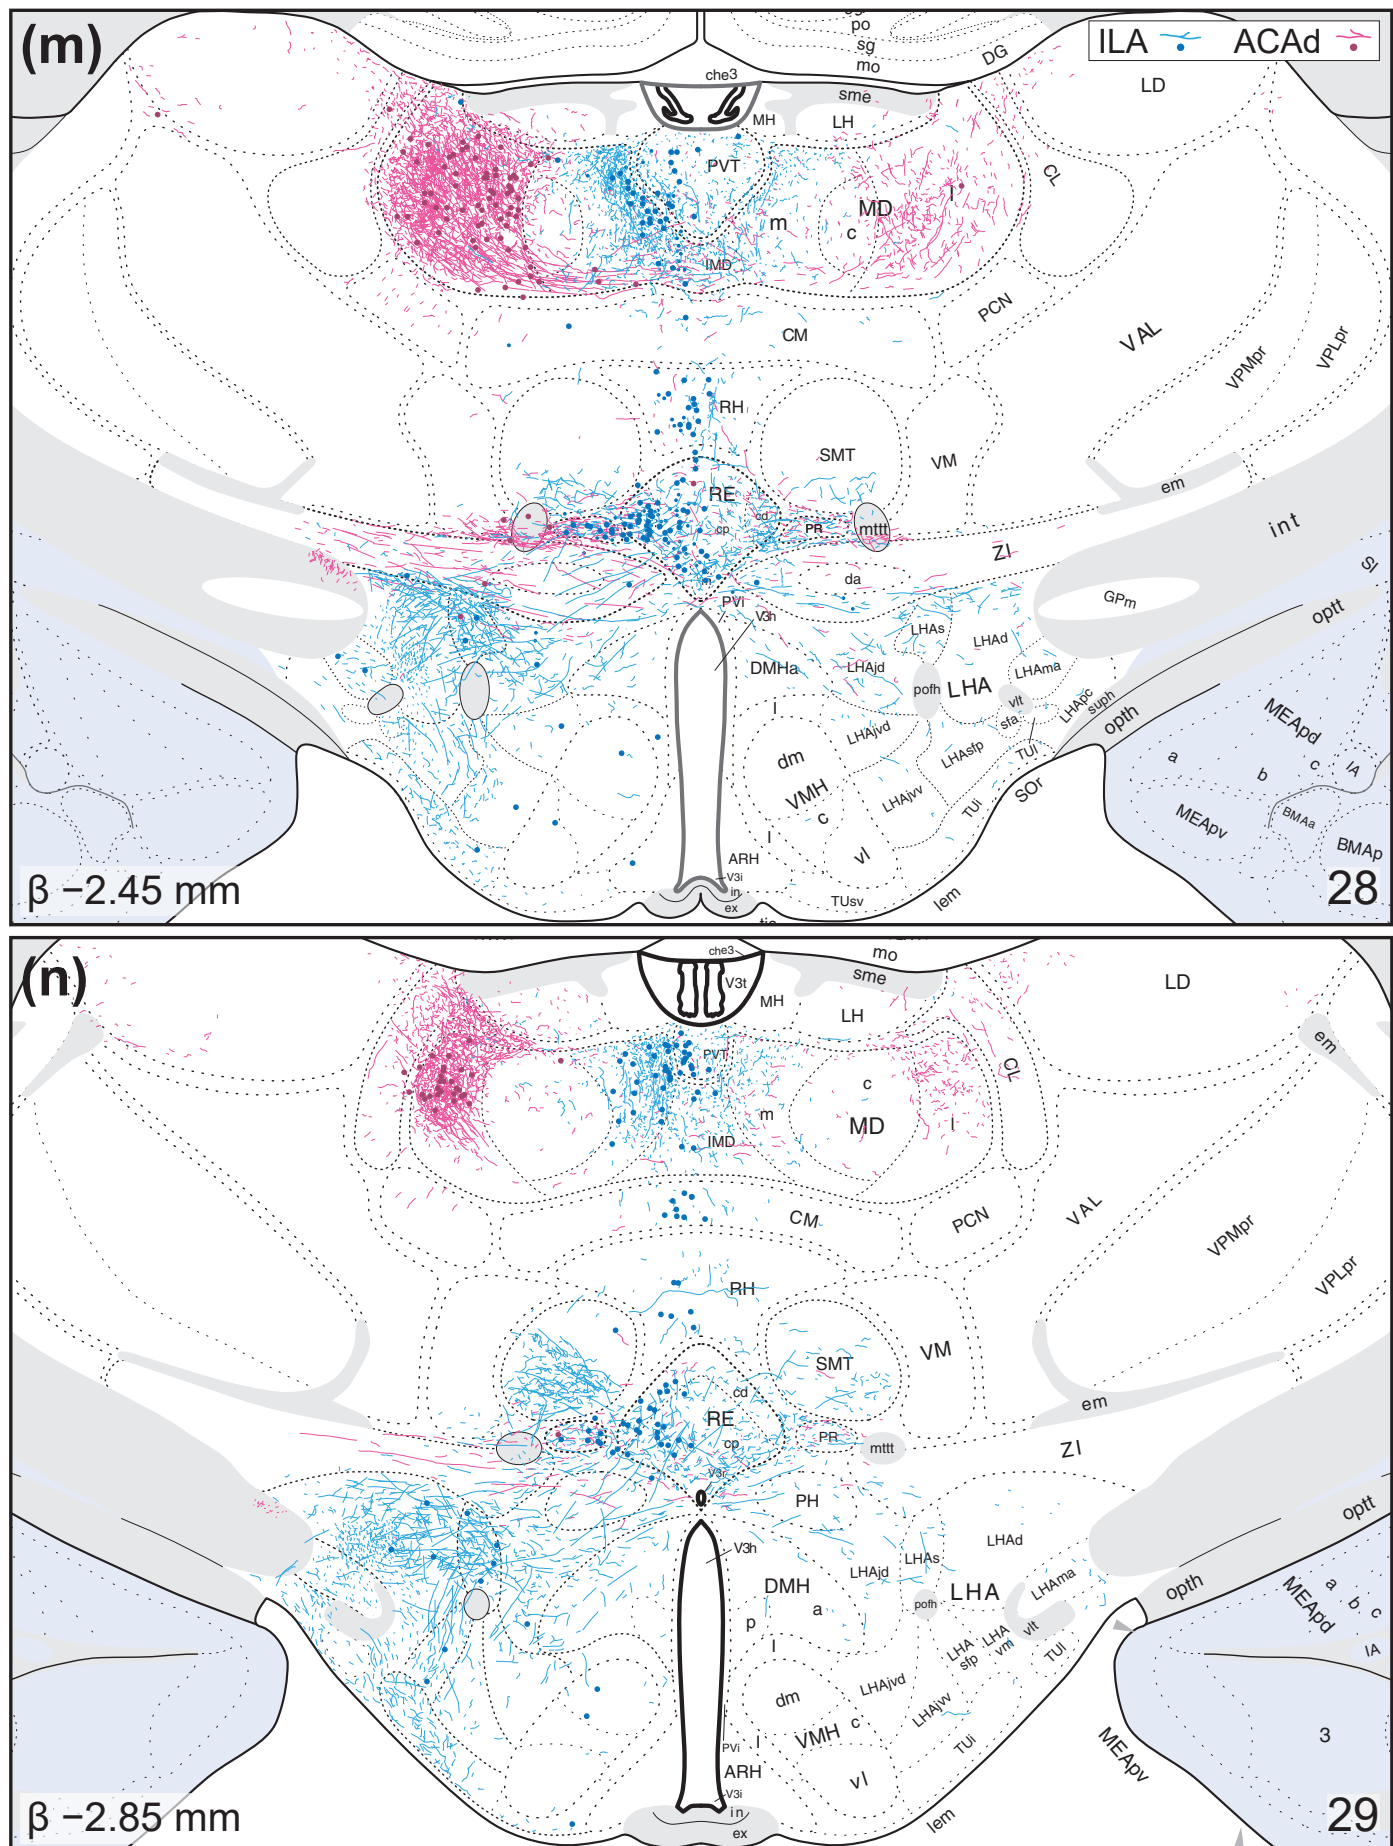 (m)
po
sg
mo
DG
ILA
ACAd
che3
sme
LD
MH
LH
PVT
CL
MD
l
m
c
IMD
PCN
CM
VAL
VPMpr
VPLpr
RH
SMT
VM
em
RE
cd
cp
PR
mttt
int
ZI
SI
da
GPm
PVi
V3h
optt
LHAs
LHAd
DMHa
LHAjd
LHAma
pofh
LHA
vlt
LHApc
suph
sfa
opth
MEApd
l
LHAjvd
LHAsfp
TUl
dm
a
b
c
IA
VMH
LHAjvv
TUi
SOr
MEApv
BMAa
c
l
vl
BMAp
ARH
V3i
in
ex
TUsv
lem
β −2.45 mm
28
(n)
che3
mo
sme
V3t
MH
LD
LH
em
PVT
CL
c
m
MD
l
IMD
CM
PCN
VAL
VPMpr
VPLpr
RH
SMT
VM
cd
em
RE
PR
cp
mttt
ZI
V3r
PH
optt
V3h
LHAd
LHAs
LHAjd
DMH
LHA
LHAma
opth
a
pofh
MEApd
a
b
c
p
l
vlt
LHA
sfp
LHA
vm
TUl
IA
LHAjvd
dm
LHAjvv
c
VMH
TUi
3
PVi
l
MEApv
ARH
vl
V3i
in
ex
lem
β −2.85 mm
29